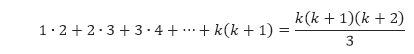 1 · 2 + 2 · 3 + 3 · 4 + ⋯ + k(k + 1) = k(k + 1)(k + 2) / 3